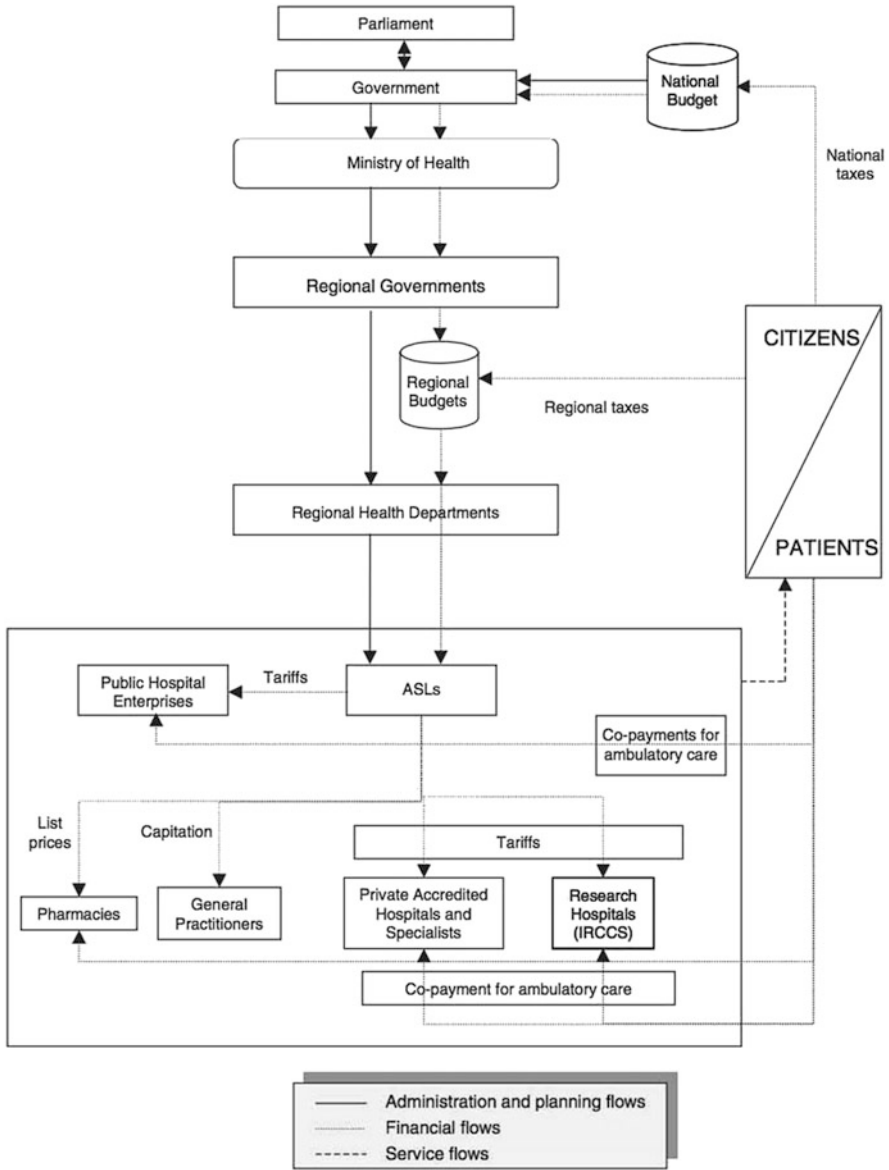 Parliament
Government
National
Budget
National
taxes
Ministry of Health
Regional Governments
CITIZENS
Regional
Budgets
Regional taxes
Regional Health Departments
PATIENTS
Public Hospital
Enterprises
Tariffs
ASLs
Co-payments for
ambulatory care
List
prices
Capitation
Tariffs
Pharmacies
General
Practitioners
Private Accredited
Hospitals and
Specialists
Research
Hospitals
(IRCCS)
Co-payment for ambulatory care
Administration and planning flows
Financial flows
Service flows